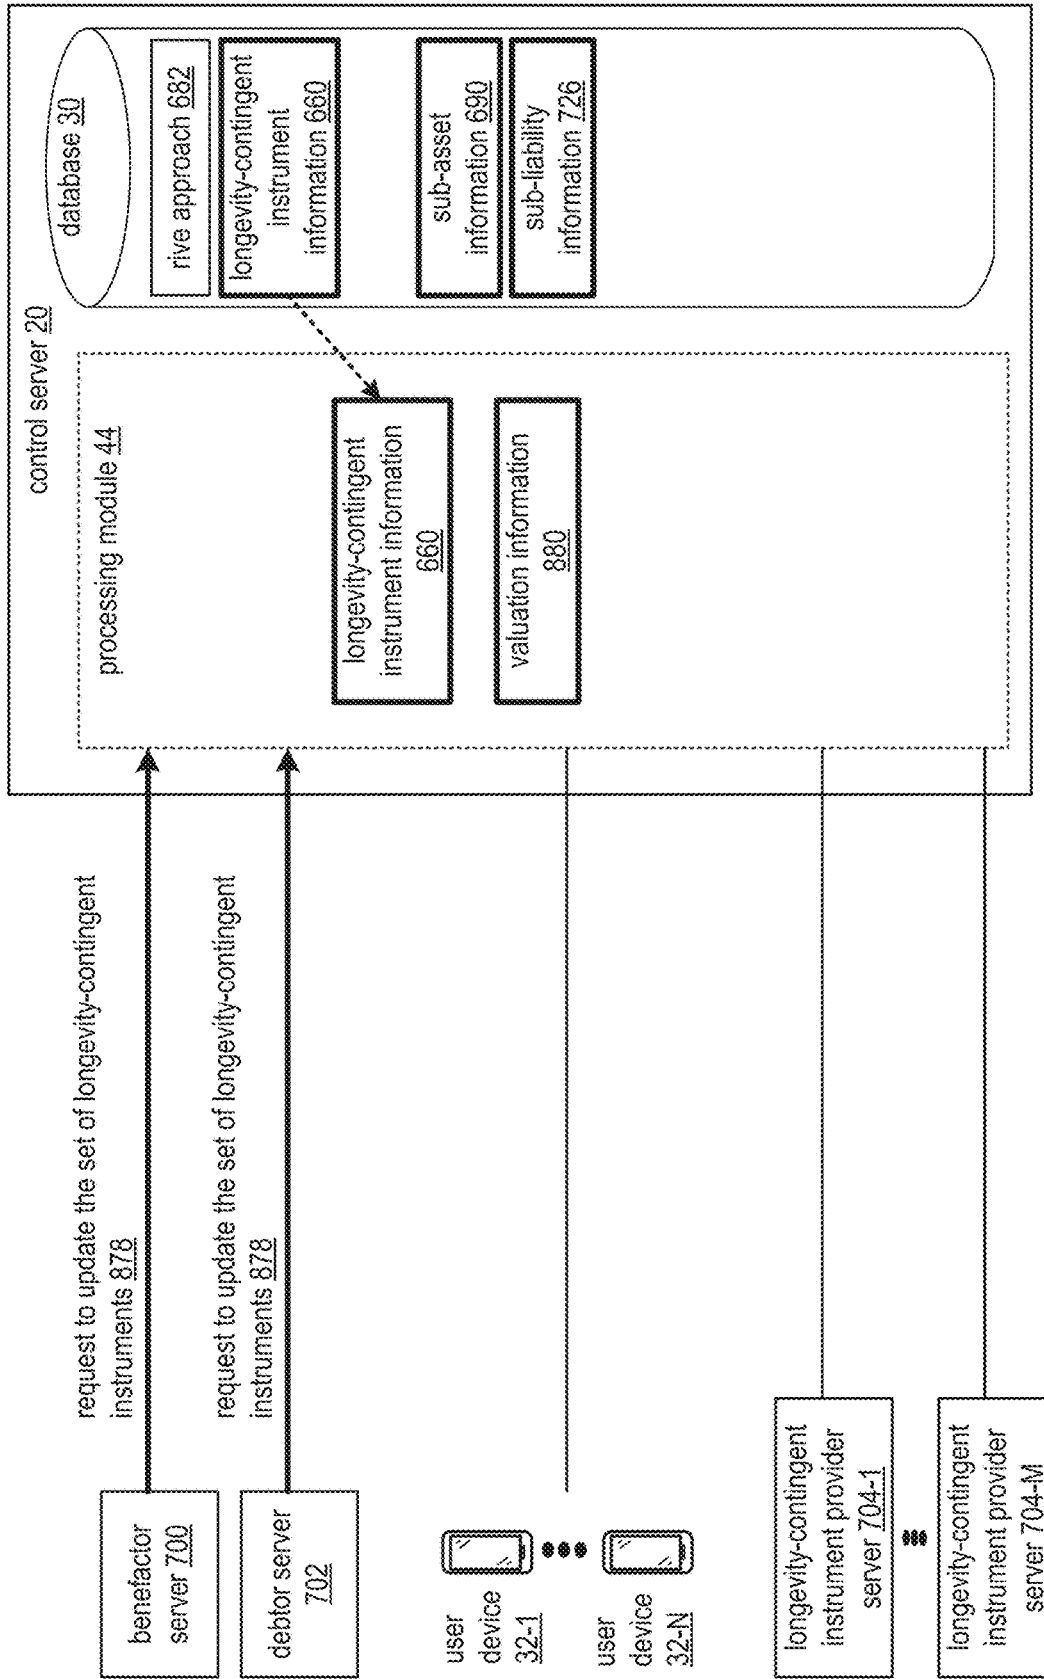 benefactor
server 700
debtor server
702
user
device
32-1
user
device
32-N
longevity-contingent
instrument provider
server 704-1
longevity-contingent
instrument provider
server 704-M
request to update the set of longevity-contingent
instruments 878
request to update the set of longevity-contingent
instruments 878
control server 20
processing module 44
longevity-contingent
instrument information
660
valuation information
880
database 30
rive approach 682
longevity-contingent
instrument
information 660
sub-asset
information 690
sub-liability
information 726